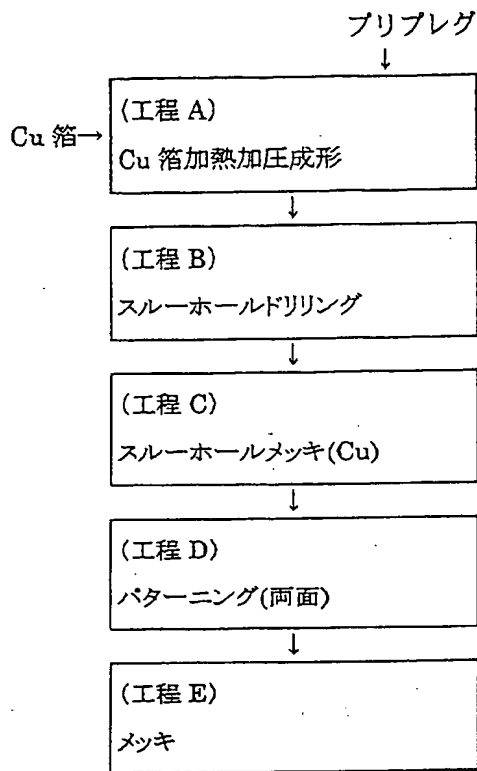 プリプレグ
↓
(工程 A)
Cu 箔→
Cu 箔加熱加圧成形
↓
(工程 B)
スルーホールドリリング
↓
(工程 C)
スルーホールメッキ(Cu)
↓
(工程 D)
パターニング(両面)
↓
(工程 E)
メッキ